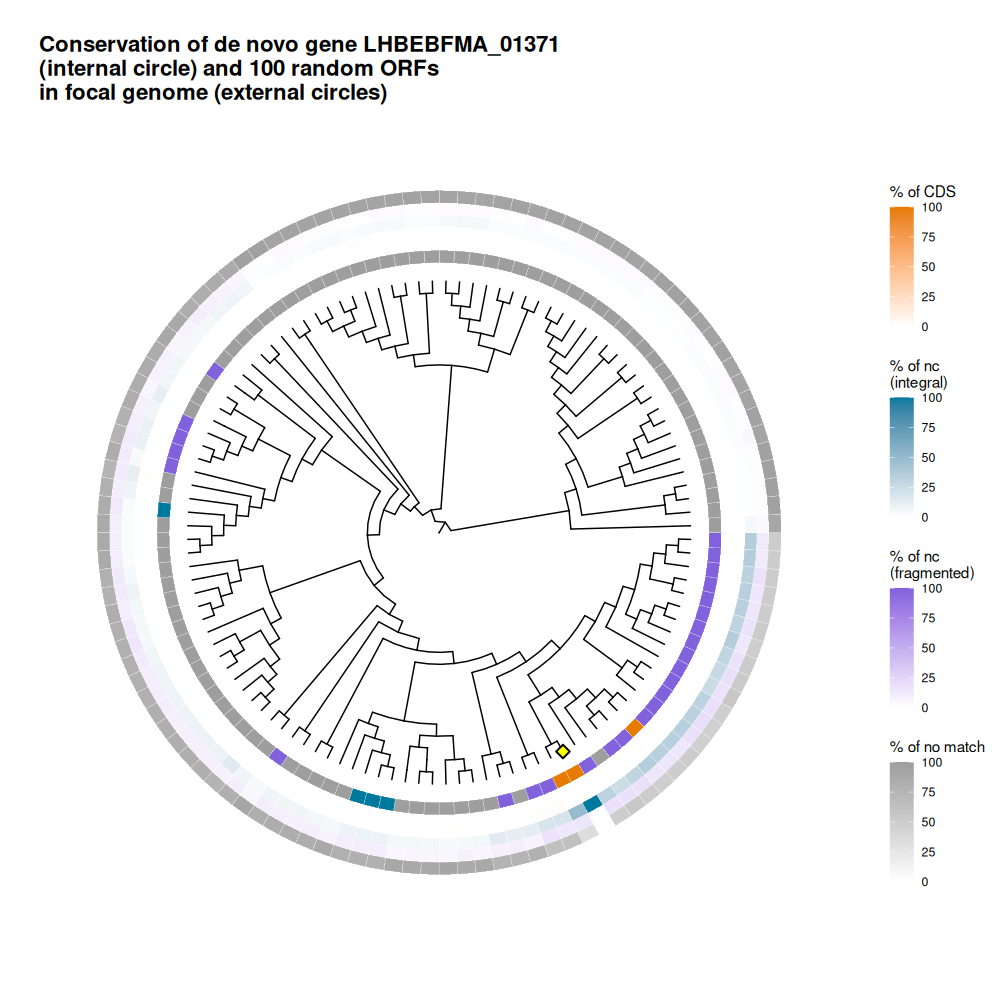 Conservation of de novo gene LHBEBFMA_01371
(internal circle) and 100 random ORFs
in focal genome (external circles)
% of CDS
100
75
50
25
0
% of nc
(integral)
100
75
50
25
0
% of nc
(fragmented)
100
75
50
25
0
% of no match
100
75
50
25
0